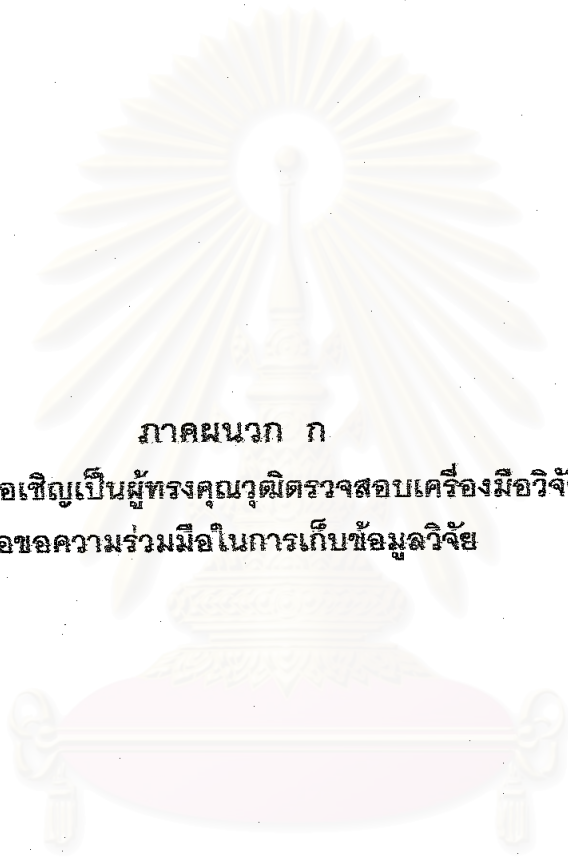 ภาคผนวก ก
อเชิญเป็นผู้ทรงคุณวุฒิตรวจสอบเครื่องมือวิจั
อขอความร่วมมือในการเก็บข้อมูลวิจัย